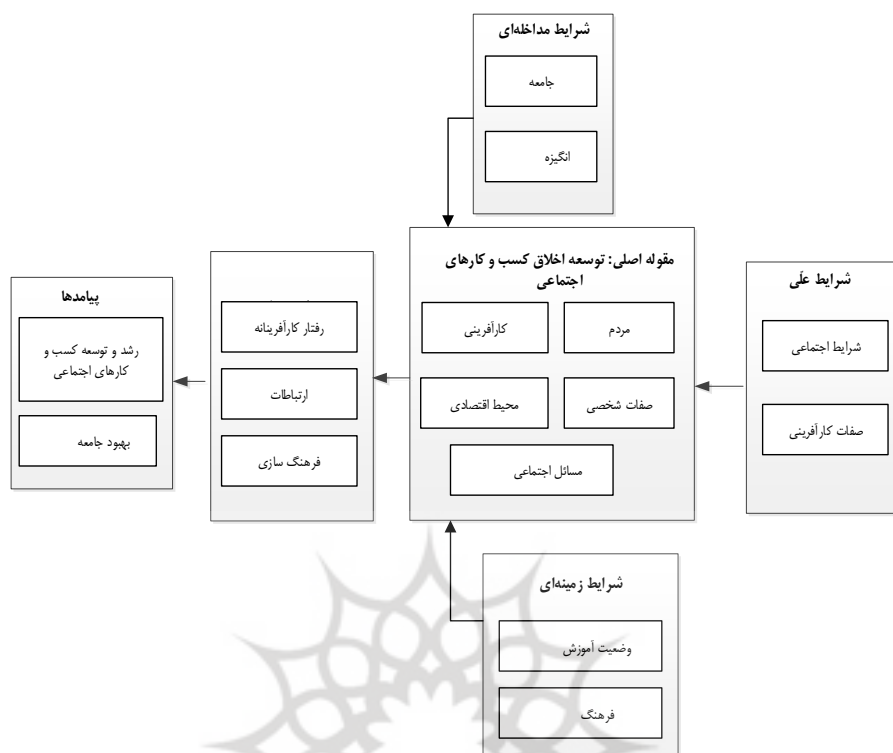 شرایط مداخله‌ای
جامعه
انگیزه
شرایط علّی
شرایط اجتماعی
صفات کارآفرینی
مقوله اصلی: توسعه اخلاق کسب و کارهای
اجتماعی
مردم
کارآفرینی
صفات شخصی
محیط اقتصادی
مسائل اجتماعی
رفتار کارآفرینانه
ارتباطات
فرهنگ سازی
پیامدها
رشد و توسعه کسب و
کارهای اجتماعی
بهبود جامعه
شرایط زمینه‌ای
وضعیت آموزش
فرهنگ